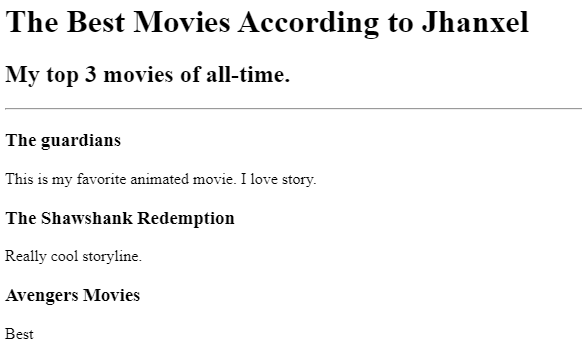 The Best Movies According to Jhanxel
My top 3 movies of all-time.
The guardians
This is my favorite animated movie. I love story.
The Shawshank Redemption
Really cool storyline.
Avengers Movies
Best